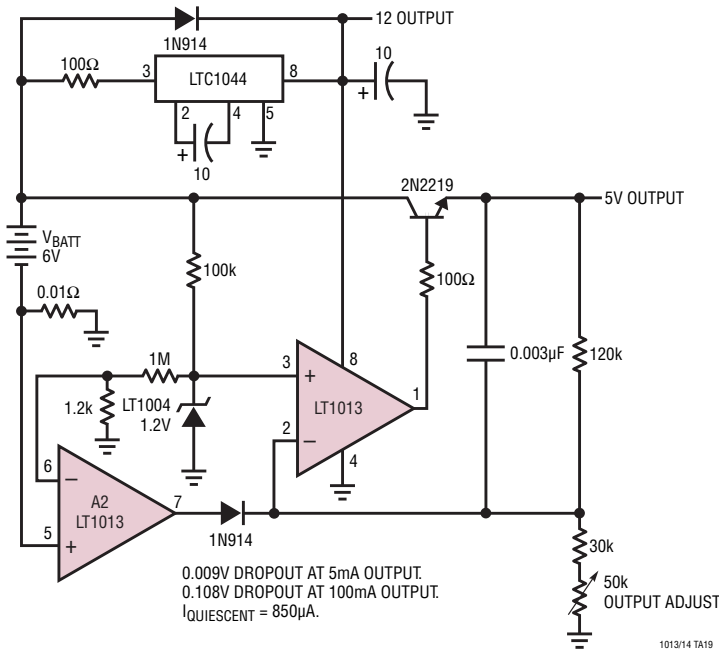 12 OUTPUT
1N914
10
100Ω
3
LTC1044
8
+
2
4
5
+
10
2N2219
5V OUTPUT
VBATT
6V
100k
100Ω
0.01Ω
1M
3
+
8
0.003µF
120k
1.2k
LT1004
1.2V
LT1013
1
2
–
4
6
–
A2
LT1013
7
5
+
1N914
30k
50k
OUTPUT ADJUST
0.009V DROPOUT AT 5mA OUTPUT.
0.108V DROPOUT AT 100mA OUTPUT.
IQUIESCENT = 850µA.
1013/14 TA19